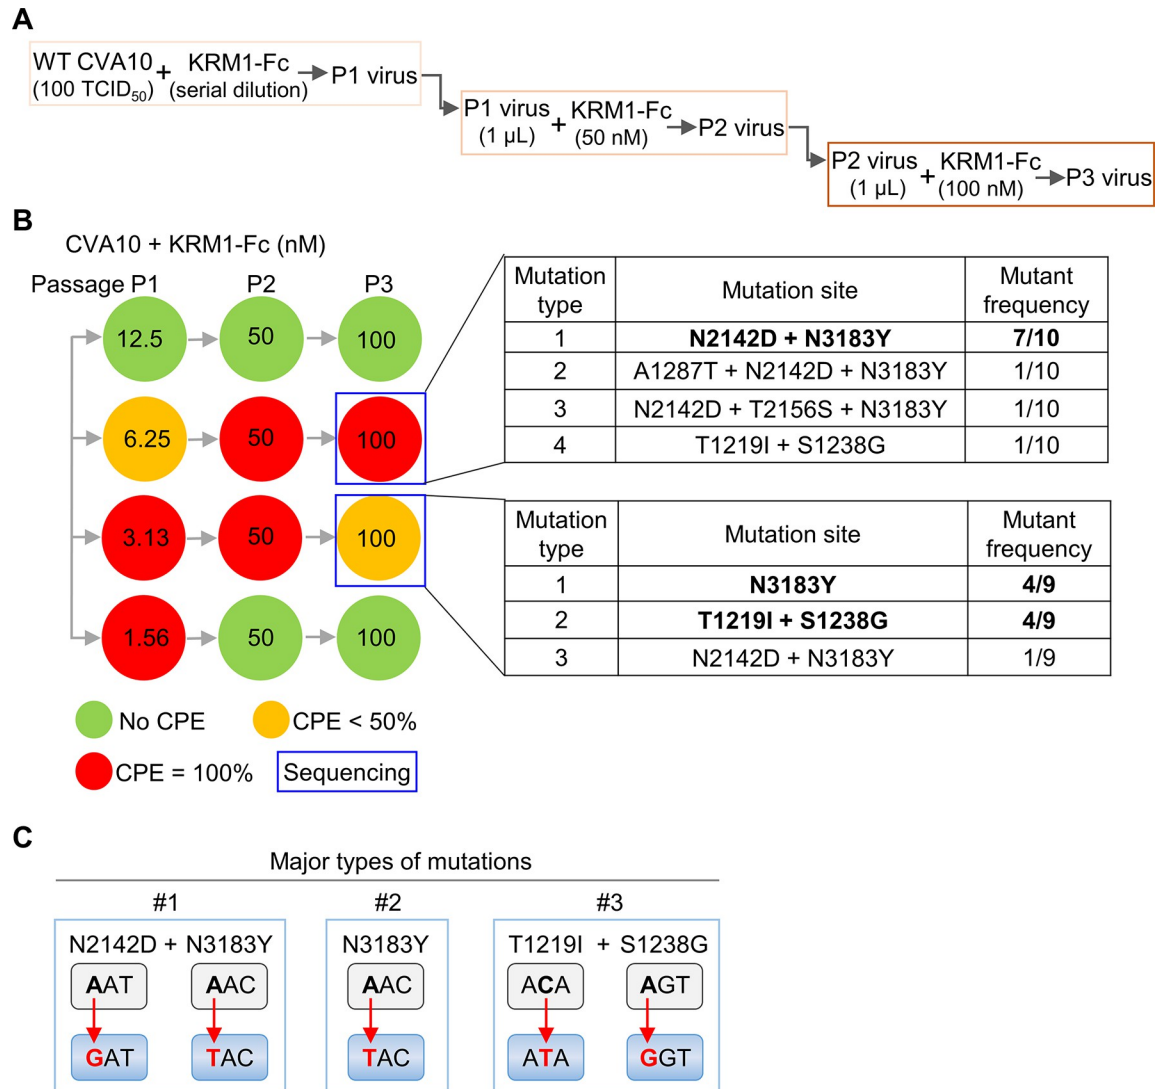 A
WT CVA10 + KRM1-Fc P1 virus
(100 TCID50) (serial dilution)
P1 virus + KRM1-Fc P2 virus
(1 µL) (50 nM)
P2 virus + KRM1-Fc P3 virus
(1 µL) (100 nM)
B
CVA10 + KRM1-Fc (nM)
Passage P1 P2 P3
12.5 50 100
6.25 50 100
3.13 50 100
1.56 50 100
No CPE CPE < 50%
CPE = 100% Sequencing
Mutation type Mutation site Mutant frequency
1 N2142D + N3183Y 7/10
2 A1287T + N2142D + N3183Y 1/10
3 N2142D + T2156S + N3183Y 1/10
4 T1219I + S1238G 1/10
Mutation type Mutation site Mutant frequency
1 N3183Y 4/9
2 T1219I + S1238G 4/9
3 N2142D + N3183Y 1/9
C
Major types of mutations
#1 #2 #3
N2142D + N3183Y N3183Y T1219I + S1238G
AAT AAC AAC ACA AGT
GAT TAC TAC ATA GGT